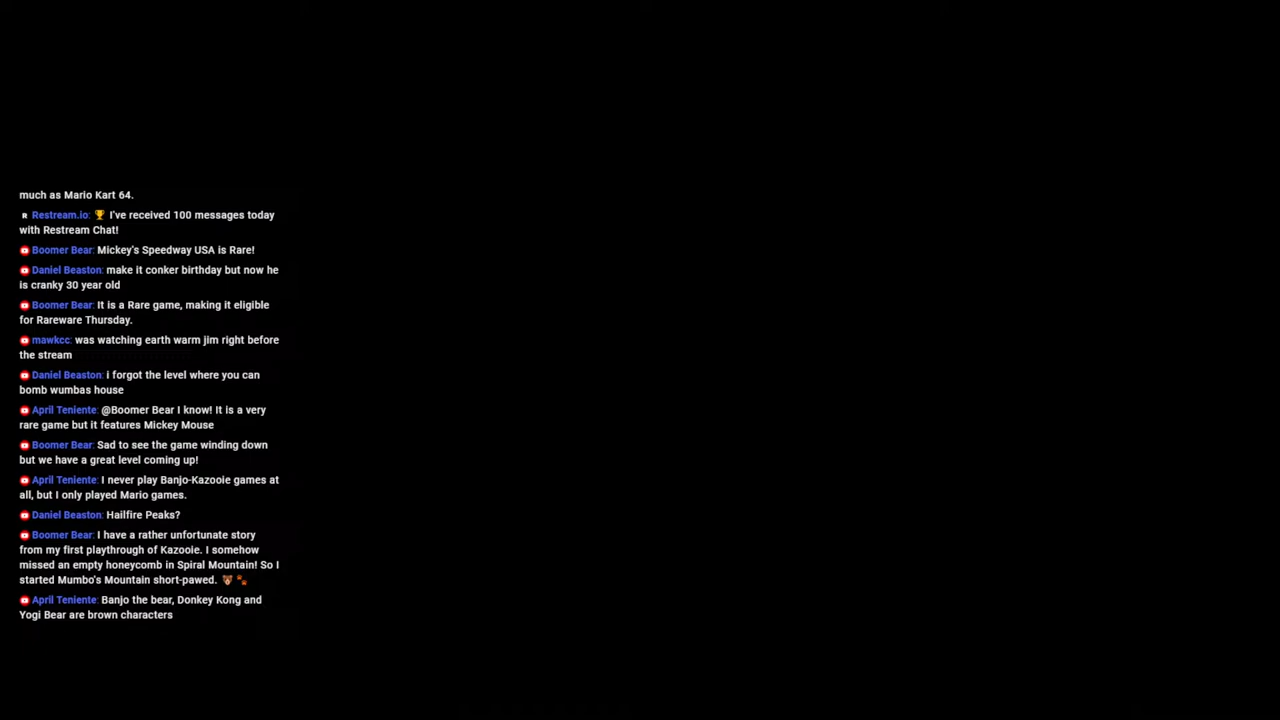 much as Mario Kart 64.
Restream.io: 🏆 I've received 100 messages today
with Restream Chat!
Boomer Bear: Mickey's Speedway USA is Rare!
Daniel Beaston: make it conker birthday but now he
is cranky 30 year old
Boomer Bear: It is a Rare game, making it eligible
for Rareware Thursday.
mawkcc: was watching earth warm jim right before
the stream
Daniel Beaston: i forgot the level where you can
bomb wumbas house
April Teniente: @Boomer Bear I know! It is a very
rare game but it features Mickey Mouse
Boomer Bear: Sad to see the game winding down
but we have a great level coming up!
April Teniente: I never play Banjo-Kazooie games at
all, but I only played Mario games.
Daniel Beaston: Hailfire Peaks?
Boomer Bear: I have a rather unfortunate story
from my first playthrough of Kazooie. I somehow
missed an empty honeycomb in Spiral Mountain! So I
started Mumbo's Mountain short-pawed. 🐻 🐾
April Teniente: Banjo the bear, Donkey Kong and
Yogi Bear are brown characters